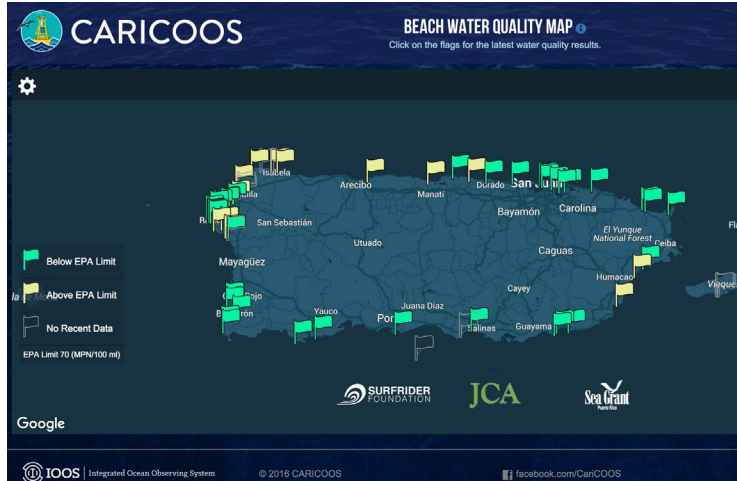 CARICOOS
BEACH WATER QUALITY MAP
Click on the flags for the latest water quality results.
Isabela
Arecibo
Manatí
Dorado
San Juan
Bayamón
Carolina
San Sebastián
El Yunque
National Forest
Ceiba
Utuado
Caguas
Mayagüez
Humacao
Cayey
Juana Díaz
Yauco
Salinas
Guayama
Below EPA Limit
Above EPA Limit
No Recent Data
EPA Limit 70 (MPN/100 ml)
SURFRIDER
FOUNDATION
JCA
Sea Grant
Puerto Rico
Google
IOOS Integrated Ocean Observing System
© 2016 CARICOOS
facebook.com/CariCOOS